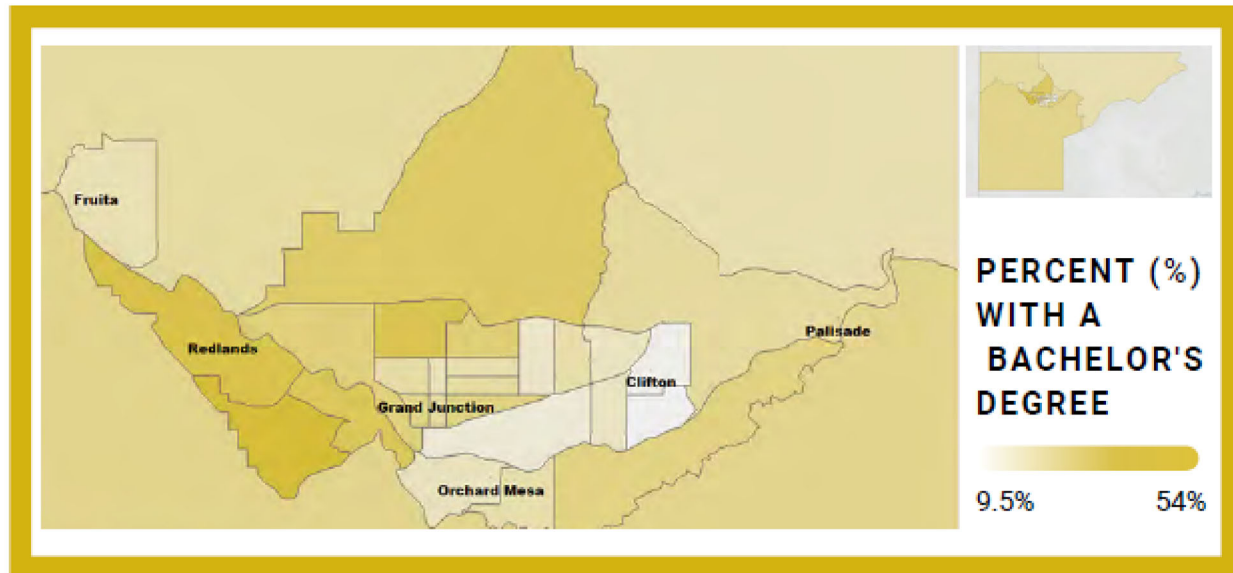 Fruita
Redlands
Grand Junction
Clifton
Palisade
Orchard Mesa
PERCENT (%)
WITH A
BACHELOR'S
DEGREE
9.5% 54%